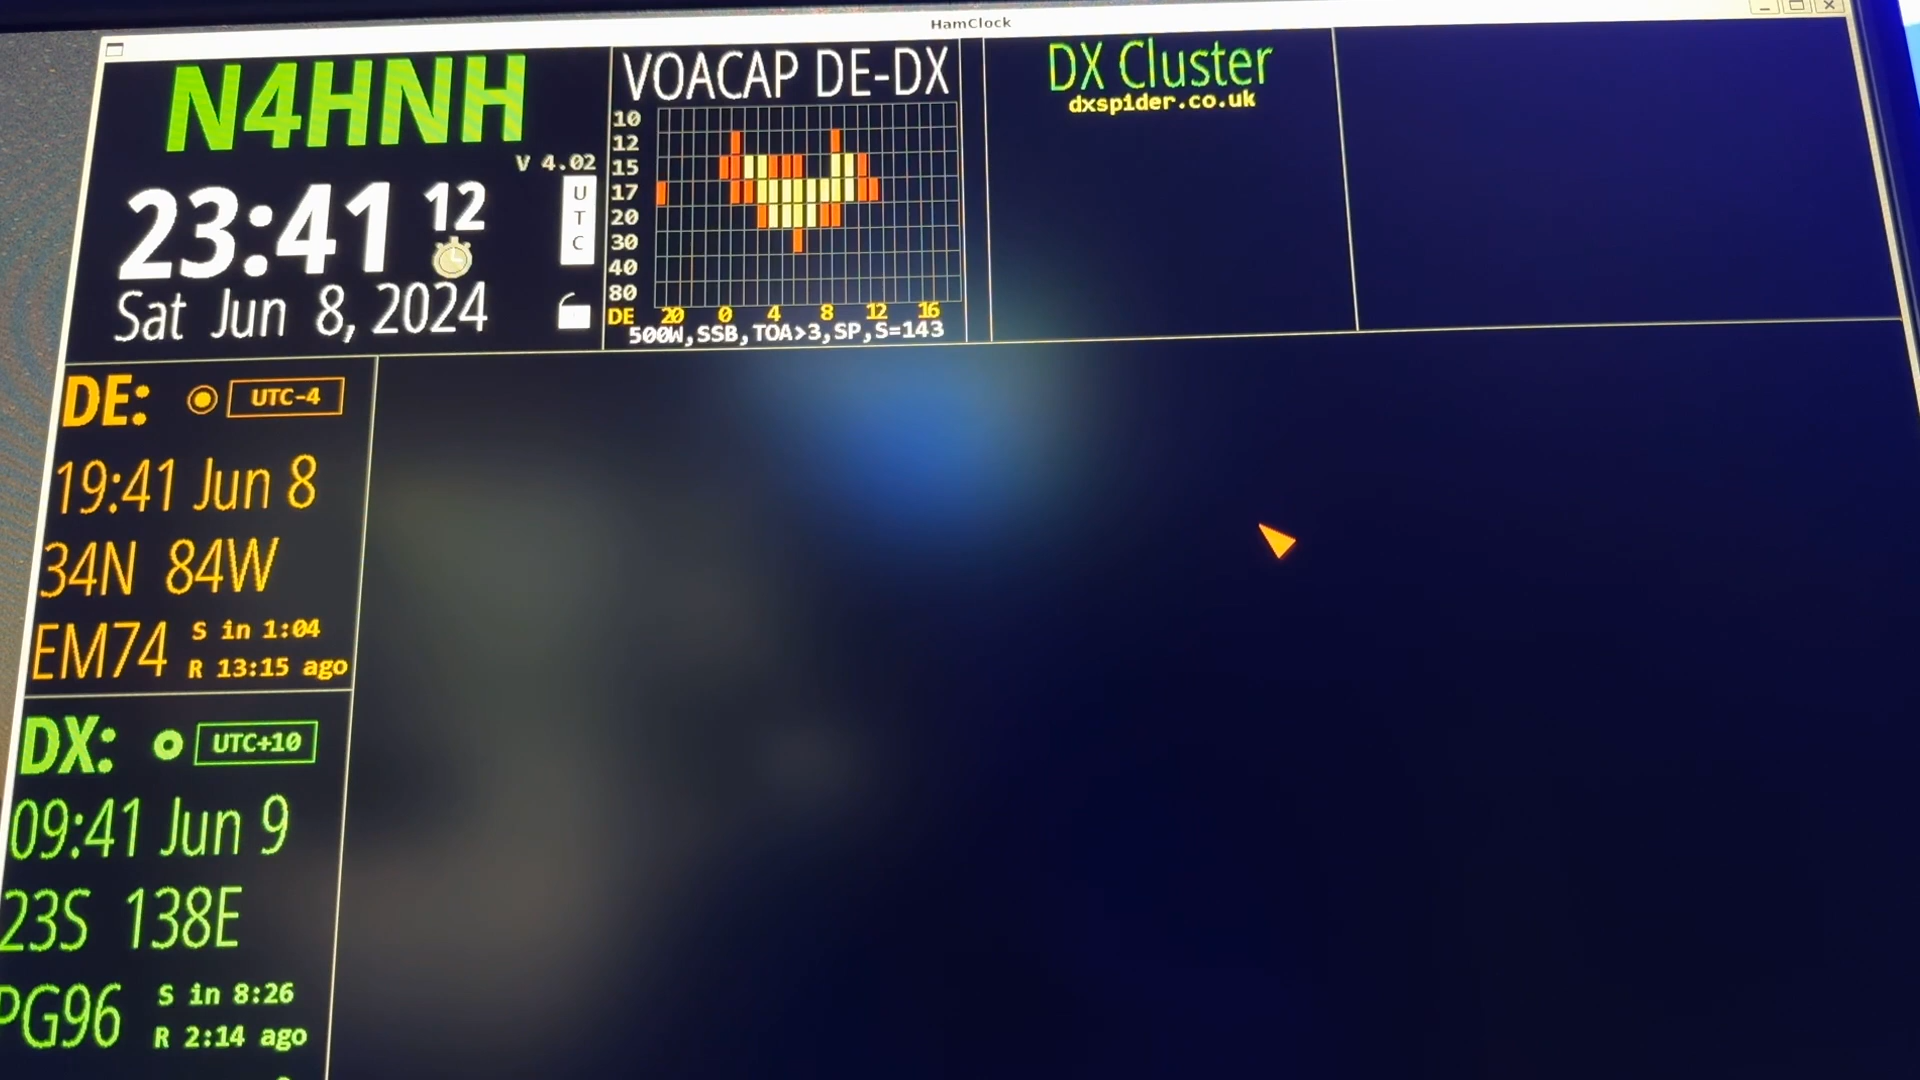 HamClock
N4HNH
V 4.02
23:41 12
UTC
Sat Jun 8, 2024
VOACAP DE-DX
10
12
15
17
20
30
40
80
DE 20 0 4 8 12 16
500W,SSB,TOA>3,SP,S=143
DX Cluster
dxspider.co.uk
DE: UTC-4
19:41 Jun 8
34N 84W
EM74 S in 1:04
R 13:15 ago
DX: UTC+10
09:41 Jun 9
23S 138E
PG96 S in 8:26
R 2:14 ago